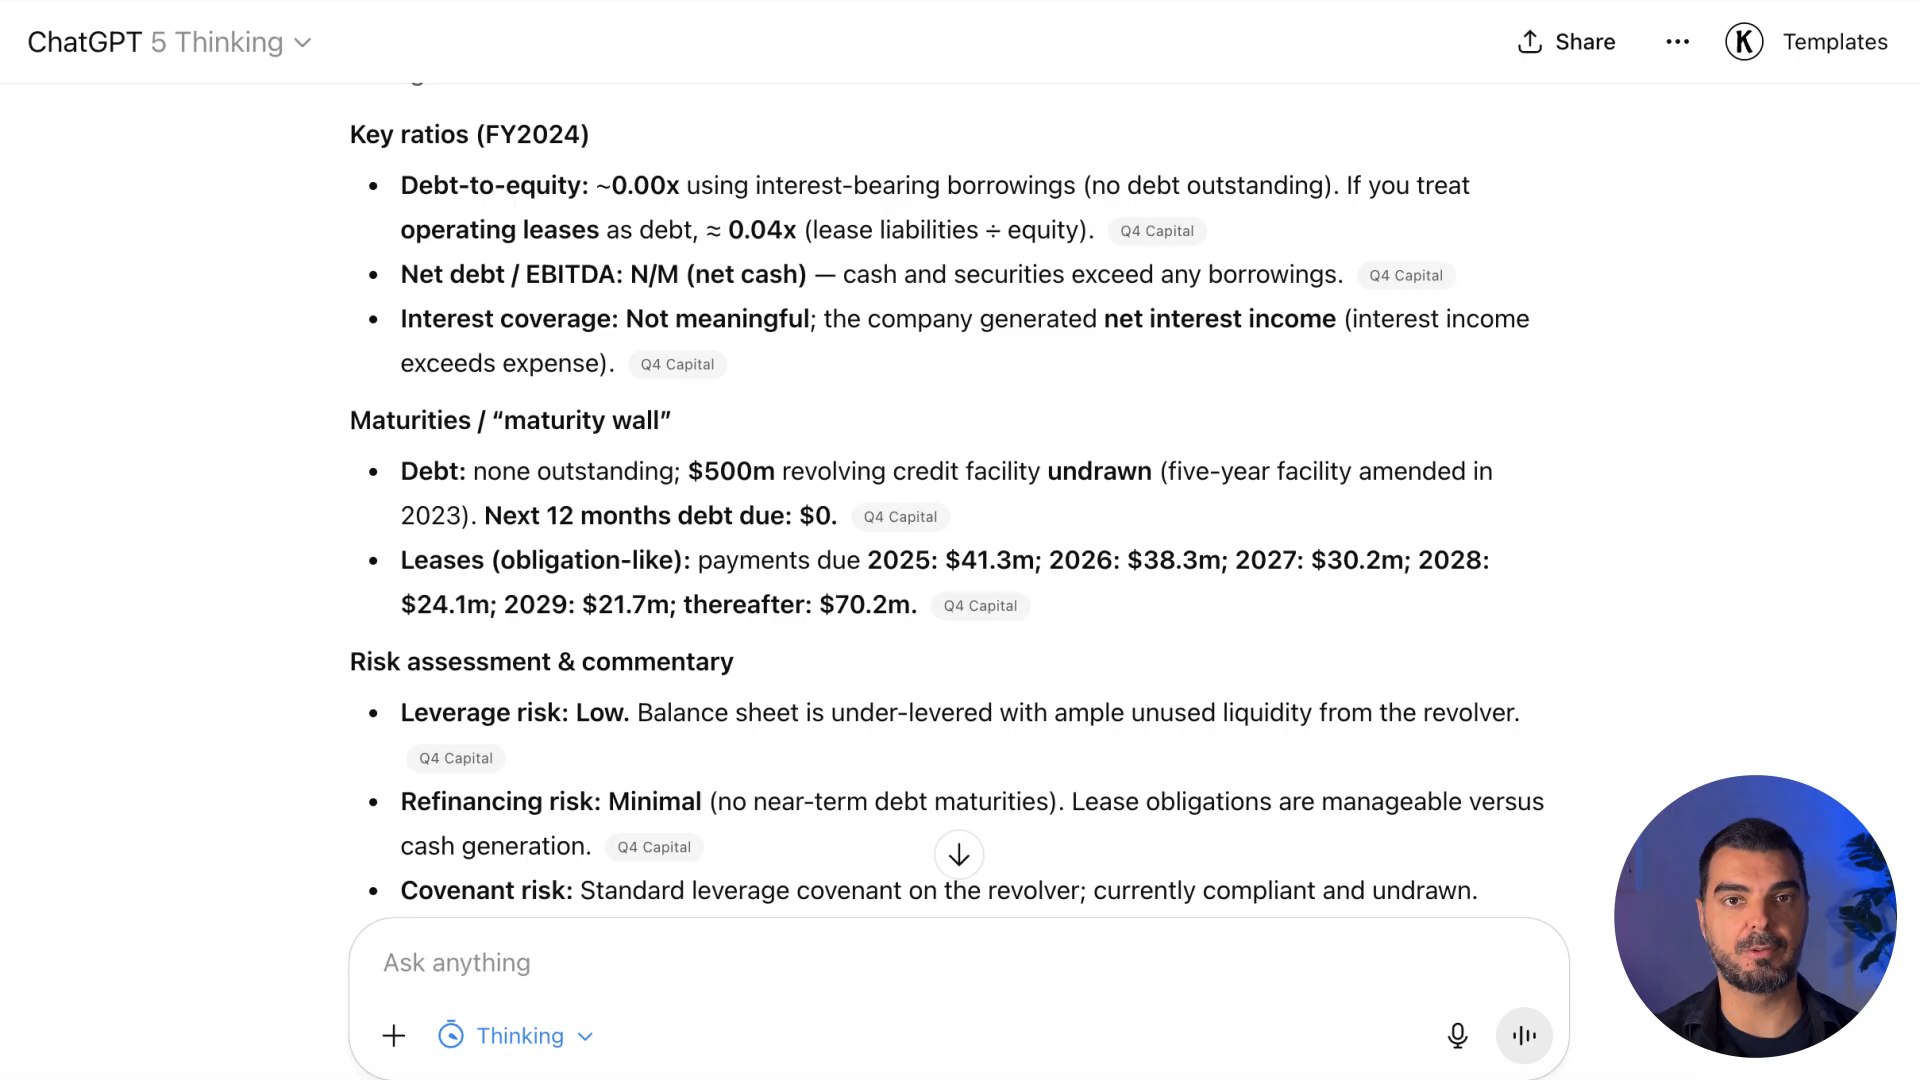 ChatGPT 5 Thinking
Share
K
Templates
Key ratios (FY2024)
• Debt-to-equity: ~0.00x using interest-bearing borrowings (no debt outstanding). If you treat
operating leases as debt, ≈ 0.04x (lease liabilities ÷ equity). Q4 Capital
• Net debt / EBITDA: N/M (net cash) — cash and securities exceed any borrowings. Q4 Capital
• Interest coverage: Not meaningful; the company generated net interest income (interest income
exceeds expense). Q4 Capital
Maturities / “maturity wall”
• Debt: none outstanding; $500m revolving credit facility undrawn (five-year facility amended in
2023). Next 12 months debt due: $0. Q4 Capital
• Leases (obligation-like): payments due 2025: $41.3m; 2026: $38.3m; 2027: $30.2m; 2028:
$24.1m; 2029: $21.7m; thereafter: $70.2m. Q4 Capital
Risk assessment & commentary
• Leverage risk: Low. Balance sheet is under-levered with ample unused liquidity from the revolver.
Q4 Capital
• Refinancing risk: Minimal (no near-term debt maturities). Lease obligations are manageable versus
cash generation. Q4 Capital
• Covenant risk: Standard leverage covenant on the revolver; currently compliant and undrawn.
Ask anything
Thinking